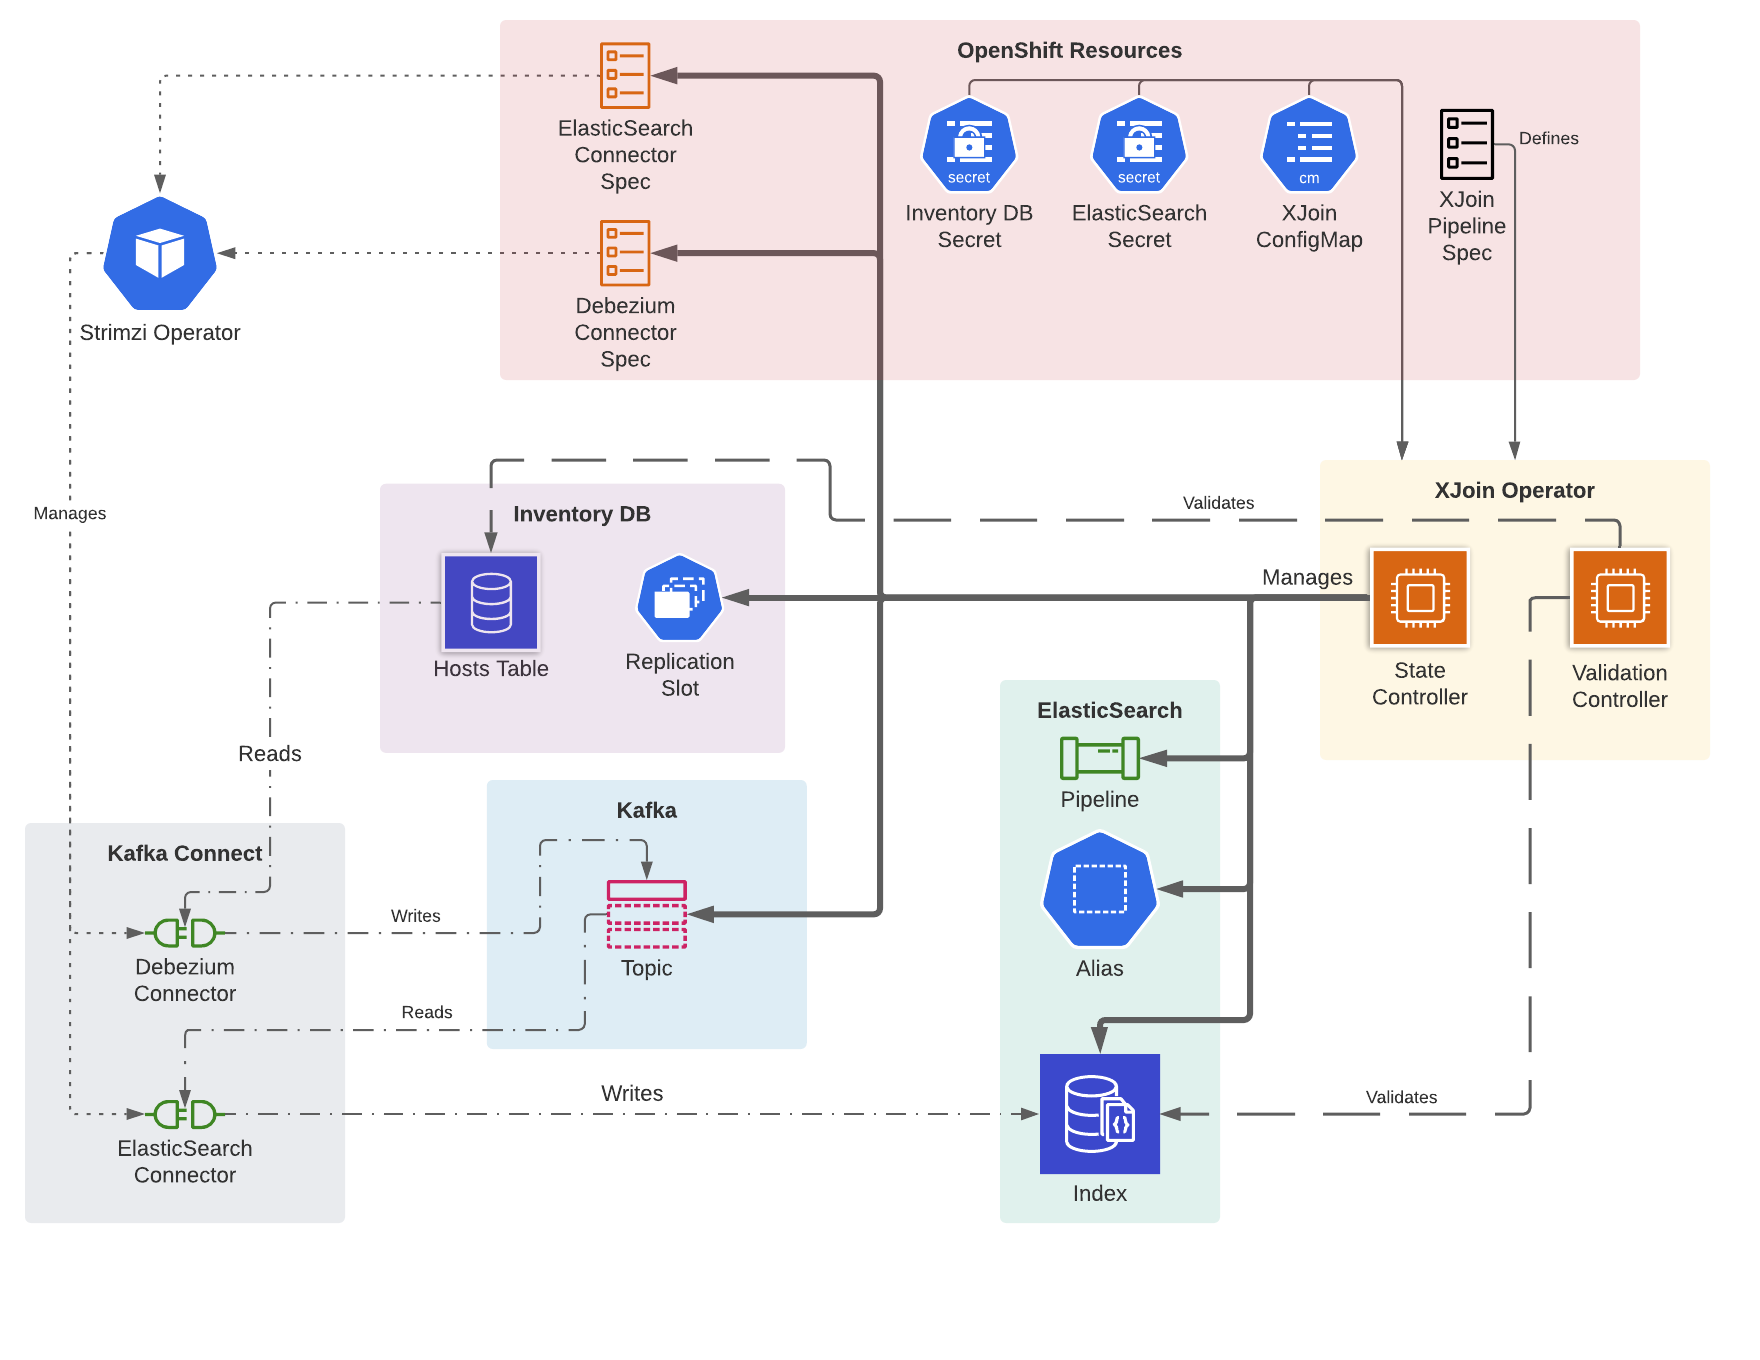 OpenShift Resources
ElasticSearch
Connector
Spec
Debezium
Connector
Spec
secret
Inventory DB
Secret
secret
ElasticSearch
Secret
cm
XJoin
ConfigMap
XJoin
Pipeline
Spec
Defines
Strimzi Operator
Manages
Inventory DB
Hosts Table
Replication
Slot
Validates
XJoin Operator
Manages
State
Controller
Validation
Controller
Reads
Kafka
Topic
Kafka Connect
Debezium
Connector
Writes
Reads
ElasticSearch
Connector
Writes
ElasticSearch
Pipeline
Alias
Index
Validates